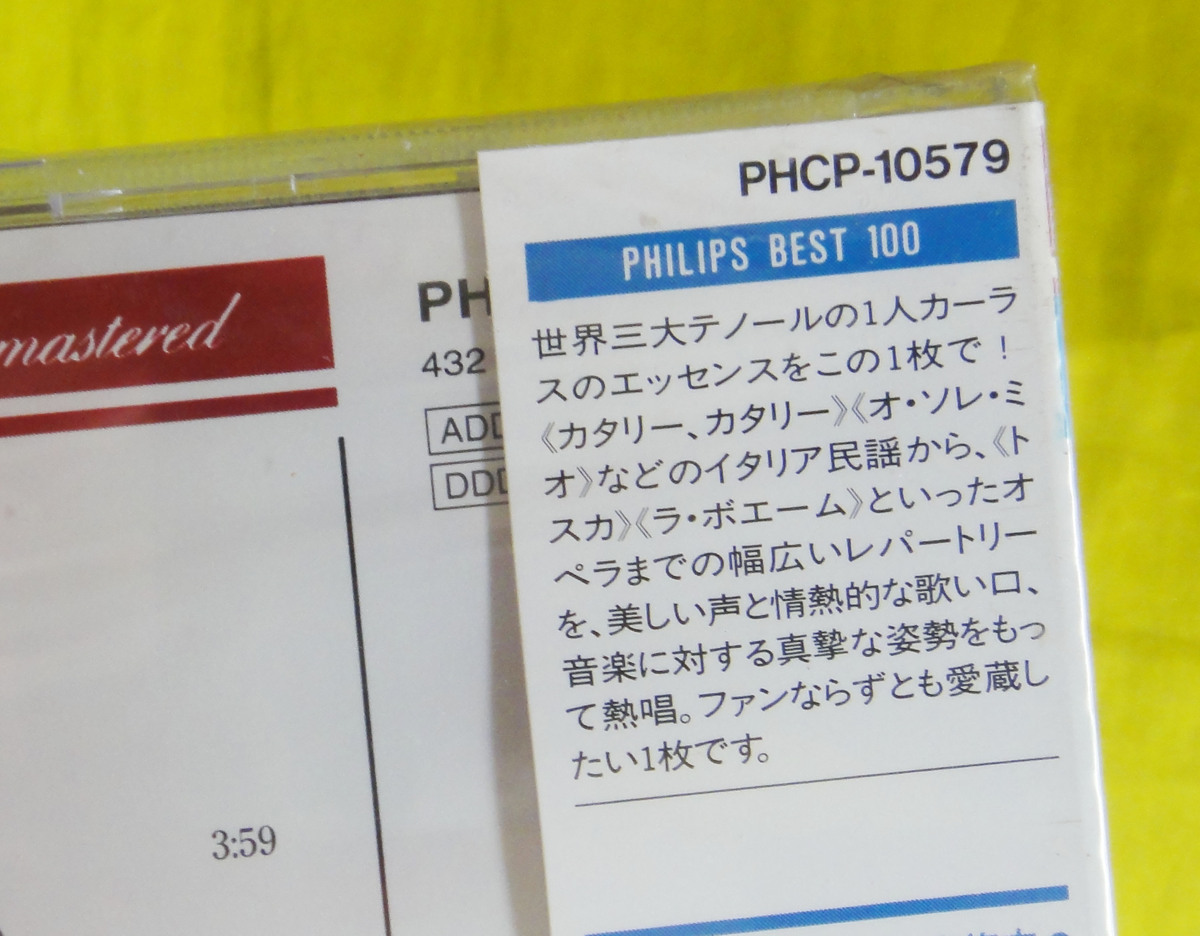 PHCP-10579
PHILIPS BEST 100
世界三大テノールの1人カーラ
スのエッセンスをこの1枚で！
《カタリー、カタリー》《オ・ソレ・ミ
オ》などのイタリア民謡から、《ト
スカ》《ラ・ボエーム》といったオ
ペラまでの幅広いレパートリー
を、美しい声と情熱的な歌い口、
音楽に対する真摯な姿勢をもっ
て熱唱。ファンならずとも愛蔵し
たい1枚です。
mastered
PH
432
ADD
DDD
3:59